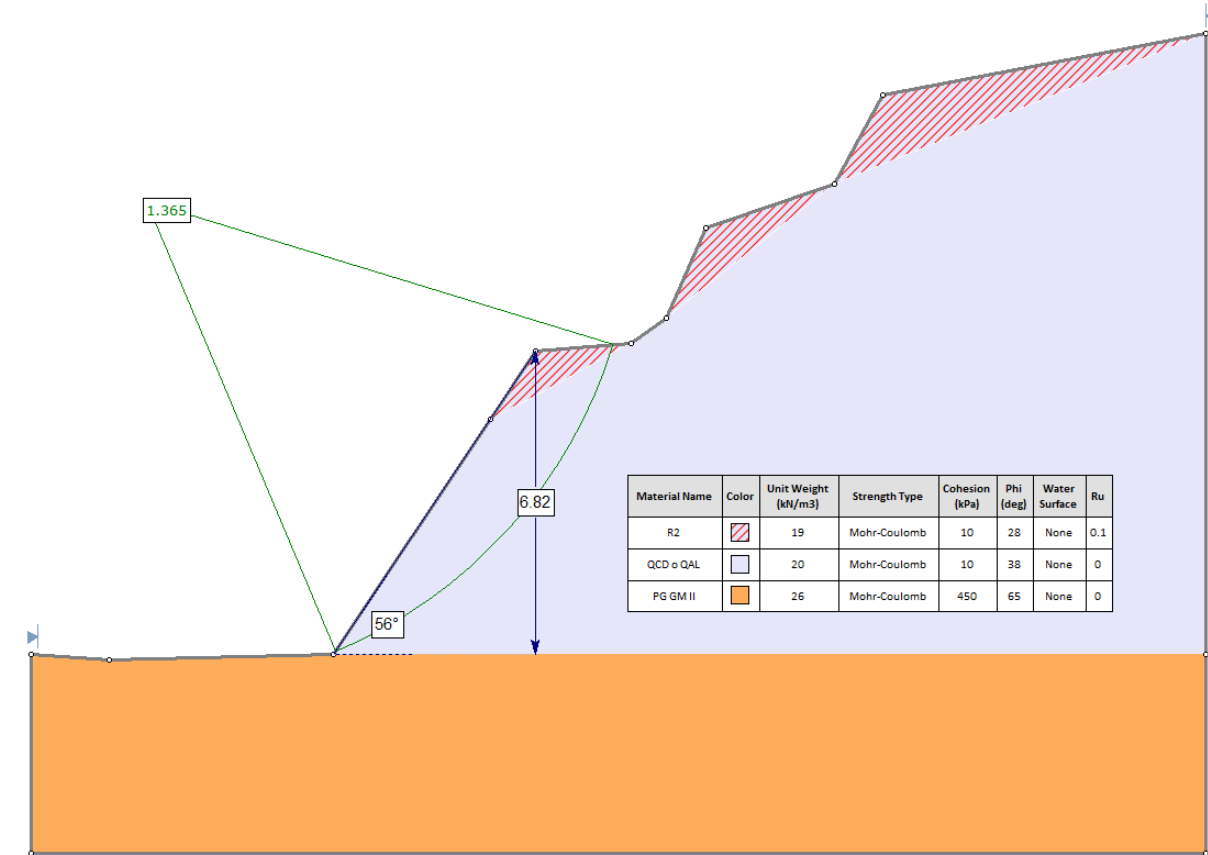 1.365
6.82
56°
Material Name Color Unit Weight (kN/m3) Strength Type Cohesion (kPa) Phi (deg) Water Surface Ru
R2 19 Mohr-Coulomb 10 28 None 0.1
QCD o QAL 20 Mohr-Coulomb 10 38 None 0
PG GM II 26 Mohr-Coulomb 450 65 None 0